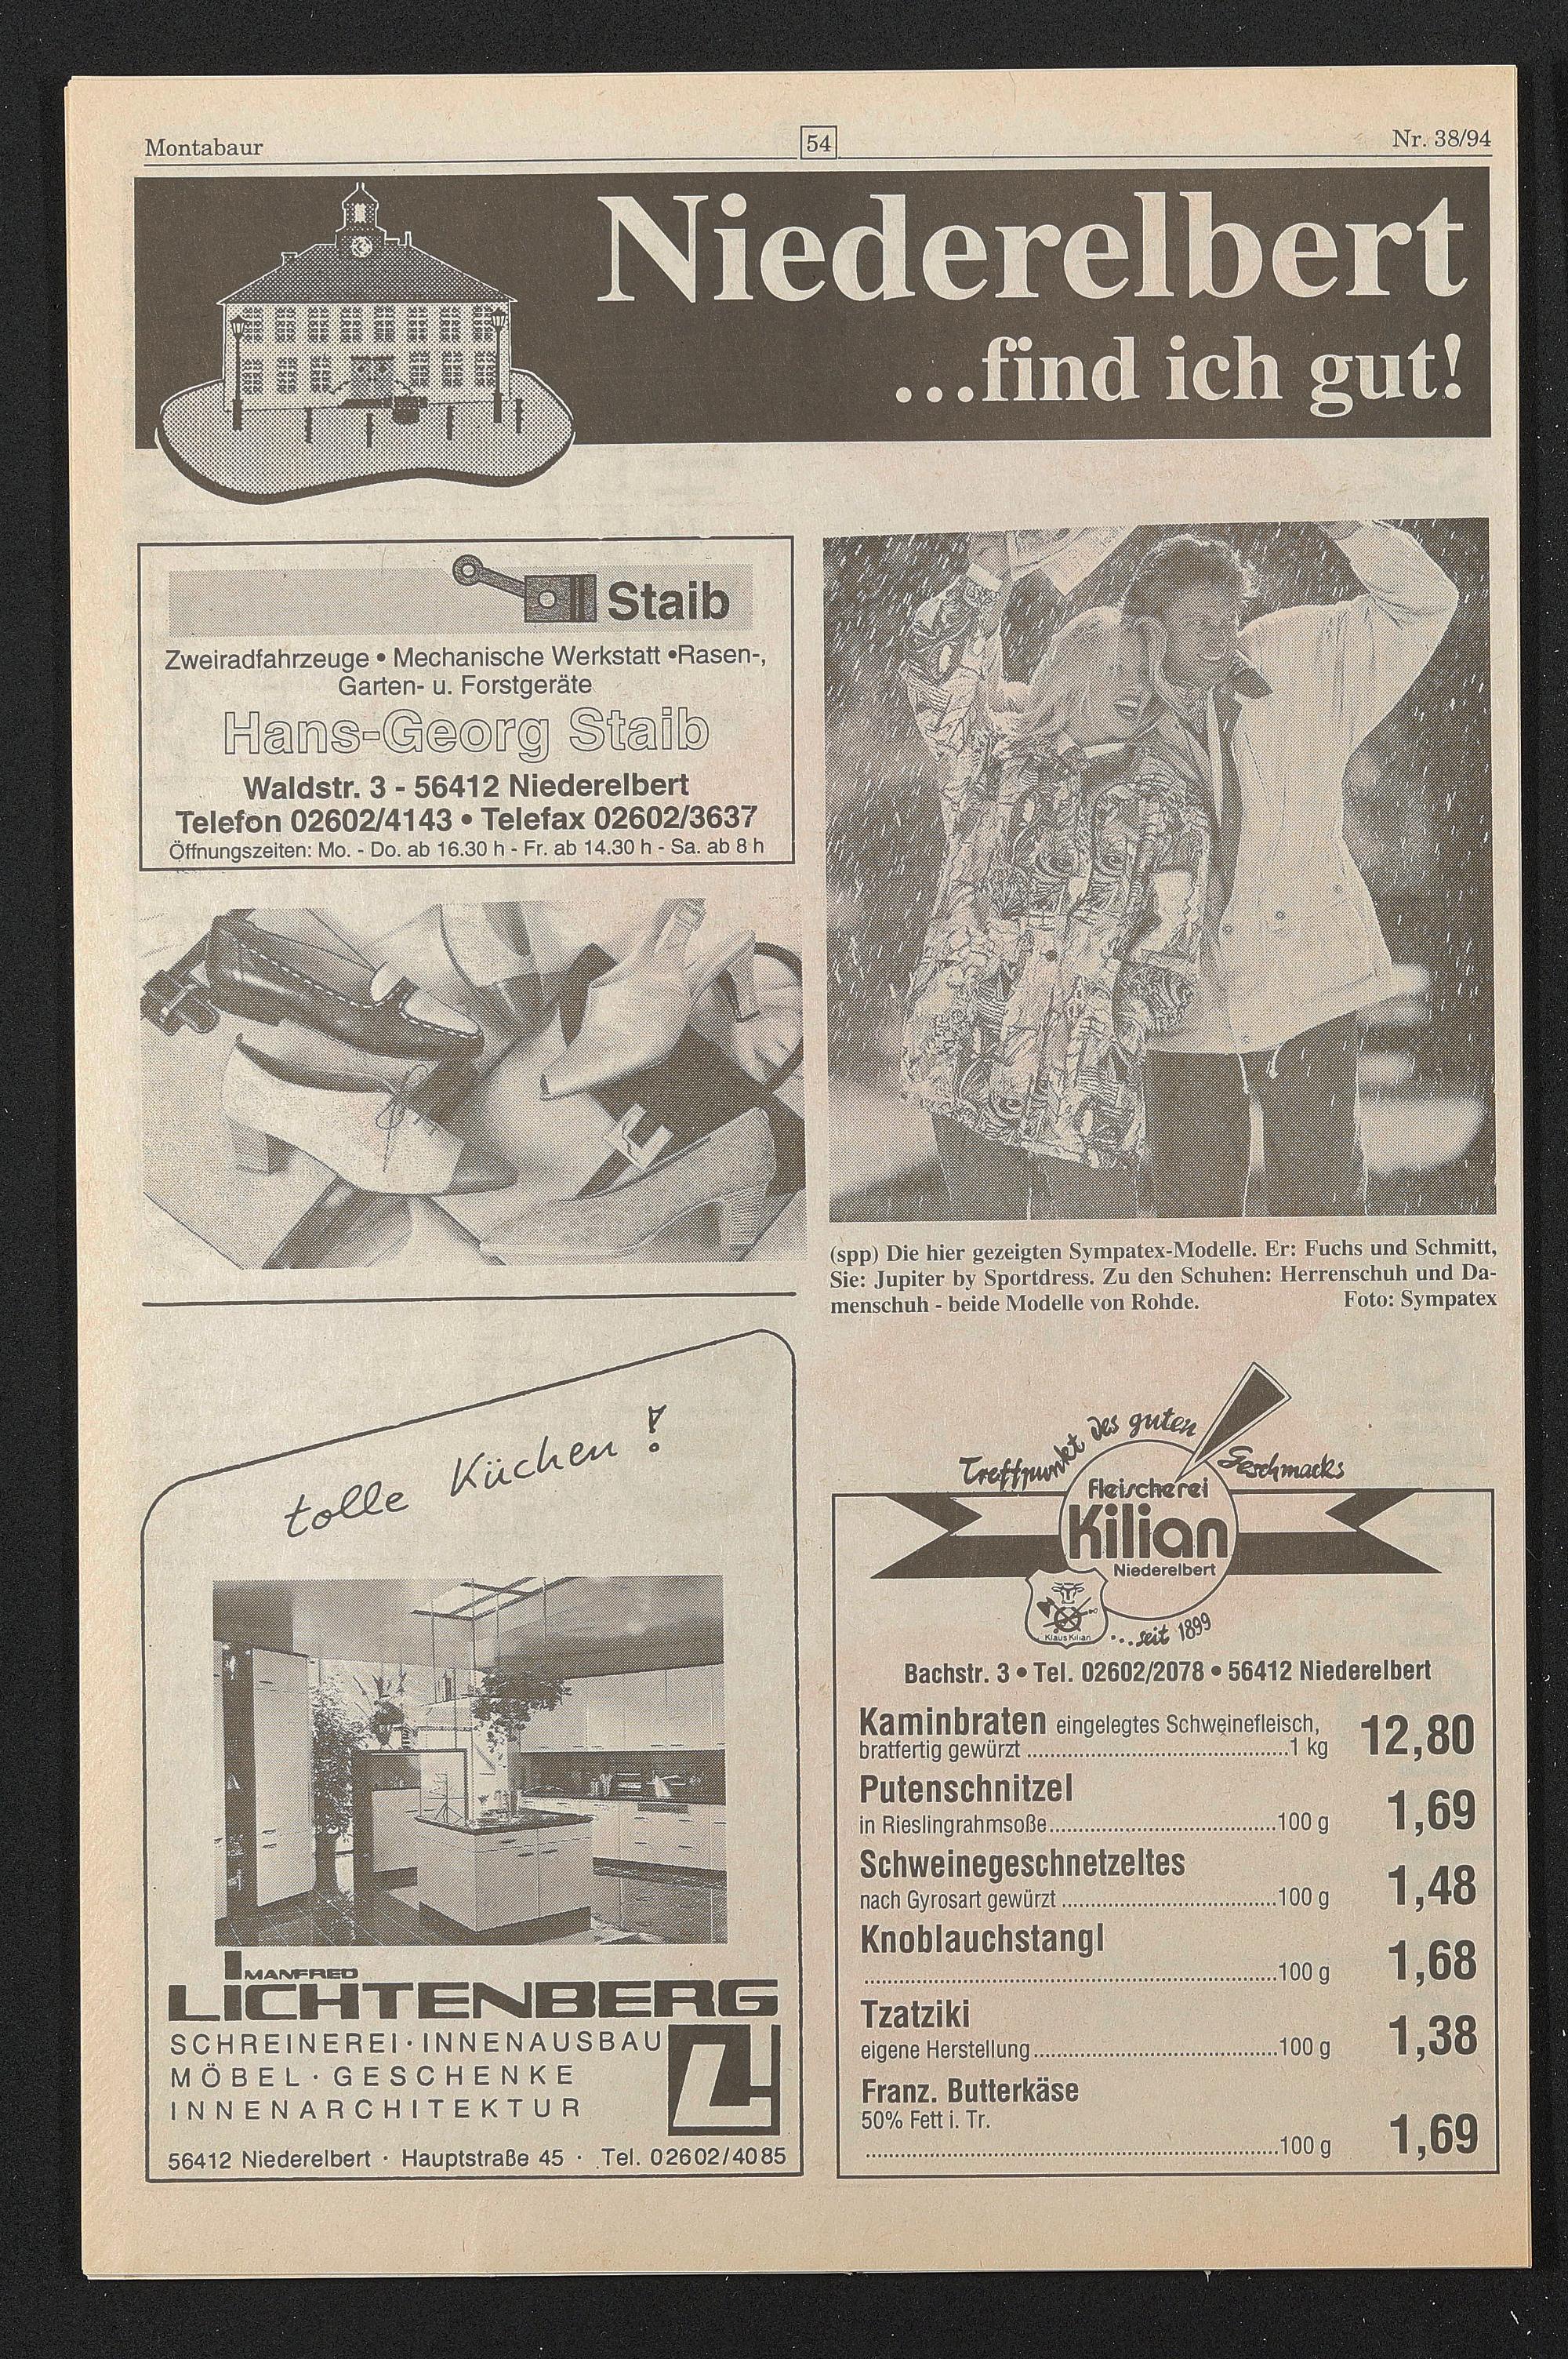 Montabaur
54
Nr. 38/94
Niederelbert
...find ich gut!
Staib
Zweiradfahrzeuge • Mechanische Werkstatt •Rasen-,
Garten- u. Forstgeräte
Hans-Georg Staib
Waldstr. 3 - 56412 Niederelbert
Telefon 02602/4143 • Telefax 02602/3637
Öffnungszeiten: Mo. - Do. ab 16.30 h - Fr. ab 14.30 h - Sa. ab 8 h
(spp) Die hier gezeigten Sympatex-Modelle. Er: Fuchs und Schmitt,
Sie: Jupiter by Sportdress. Zu den Schuhen: Herrenschuh und Da-
menschuh - beide Modelle von Rohde. Foto: Sympatex
tolle Küchen!
MANFRED
LICHTENBERG
SCHREINEREI · INNENAUSBAU
MÖBEL · GESCHENKE
INNENARCHITEKTUR
56412 Niederelbert · Hauptstraße 45 · Tel. 02602/4085
Treffpunkt des guten Geschmacks
Fleischerei
Kilian
Niederelbert
Klaus Kilian
...seit 1899
Bachstr. 3 • Tel. 02602/2078 • 56412 Niederelbert
Kaminbraten eingelegtes Schweinefleisch,
bratfertig gewürzt ............................................1 kg 12,80
Putenschnitzel
in Rieslingrahmsoße.......................................100 g 1,69
Schweinegeschnetzeltes
nach Gyrosart gewürzt .....................................100 g 1,48
Knoblauchstangl
......................................................................100 g 1,68
Tzatziki
eigene Herstellung..........................................100 g 1,38
Franz. Butterkäse
50% Fett i. Tr.
......................................................................100 g 1,69